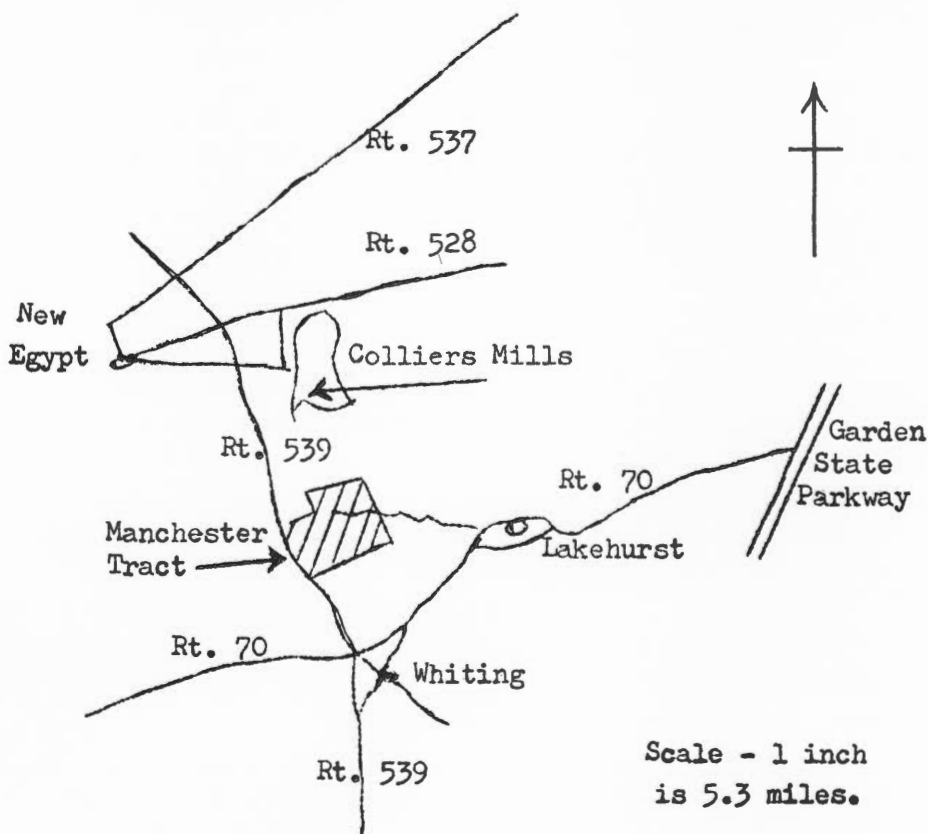 Rt. 537
Rt. 528
New
Egypt
Colliers Mills
Rt. 539
Garden
State
Parkway
Rt. 70
Manchester
Tract
Lakehurst
Rt. 70
Whiting
Rt. 539
Scale - 1 inch
is 5.3 miles.